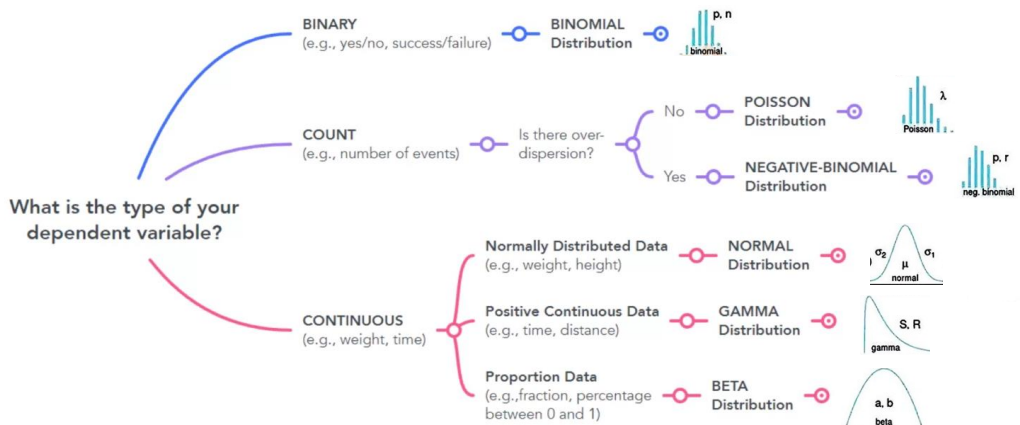 BINARY
(e.g., yes/no, success/failure)
BINOMIAL
Distribution
p, n
binomial
COUNT
(e.g., number of events)
Is there over-
dispersion?
No
POISSON
Distribution
λ
Poisson
Yes
NEGATIVE-BINOMIAL
Distribution
p, r
neg. binomial
What is the type of your
dependent variable?
CONTINUOUS
(e.g., weight, time)
Normally Distributed Data
(e.g., weight, height)
NORMAL
Distribution
) σ2 σ1
μ
normal
Positive Continuous Data
(e.g., time, distance)
GAMMA
Distribution
S, R
gamma
Proportion Data
(e.g.,fraction, percentage
between 0 and 1)
BETA
Distribution
a, b
beta